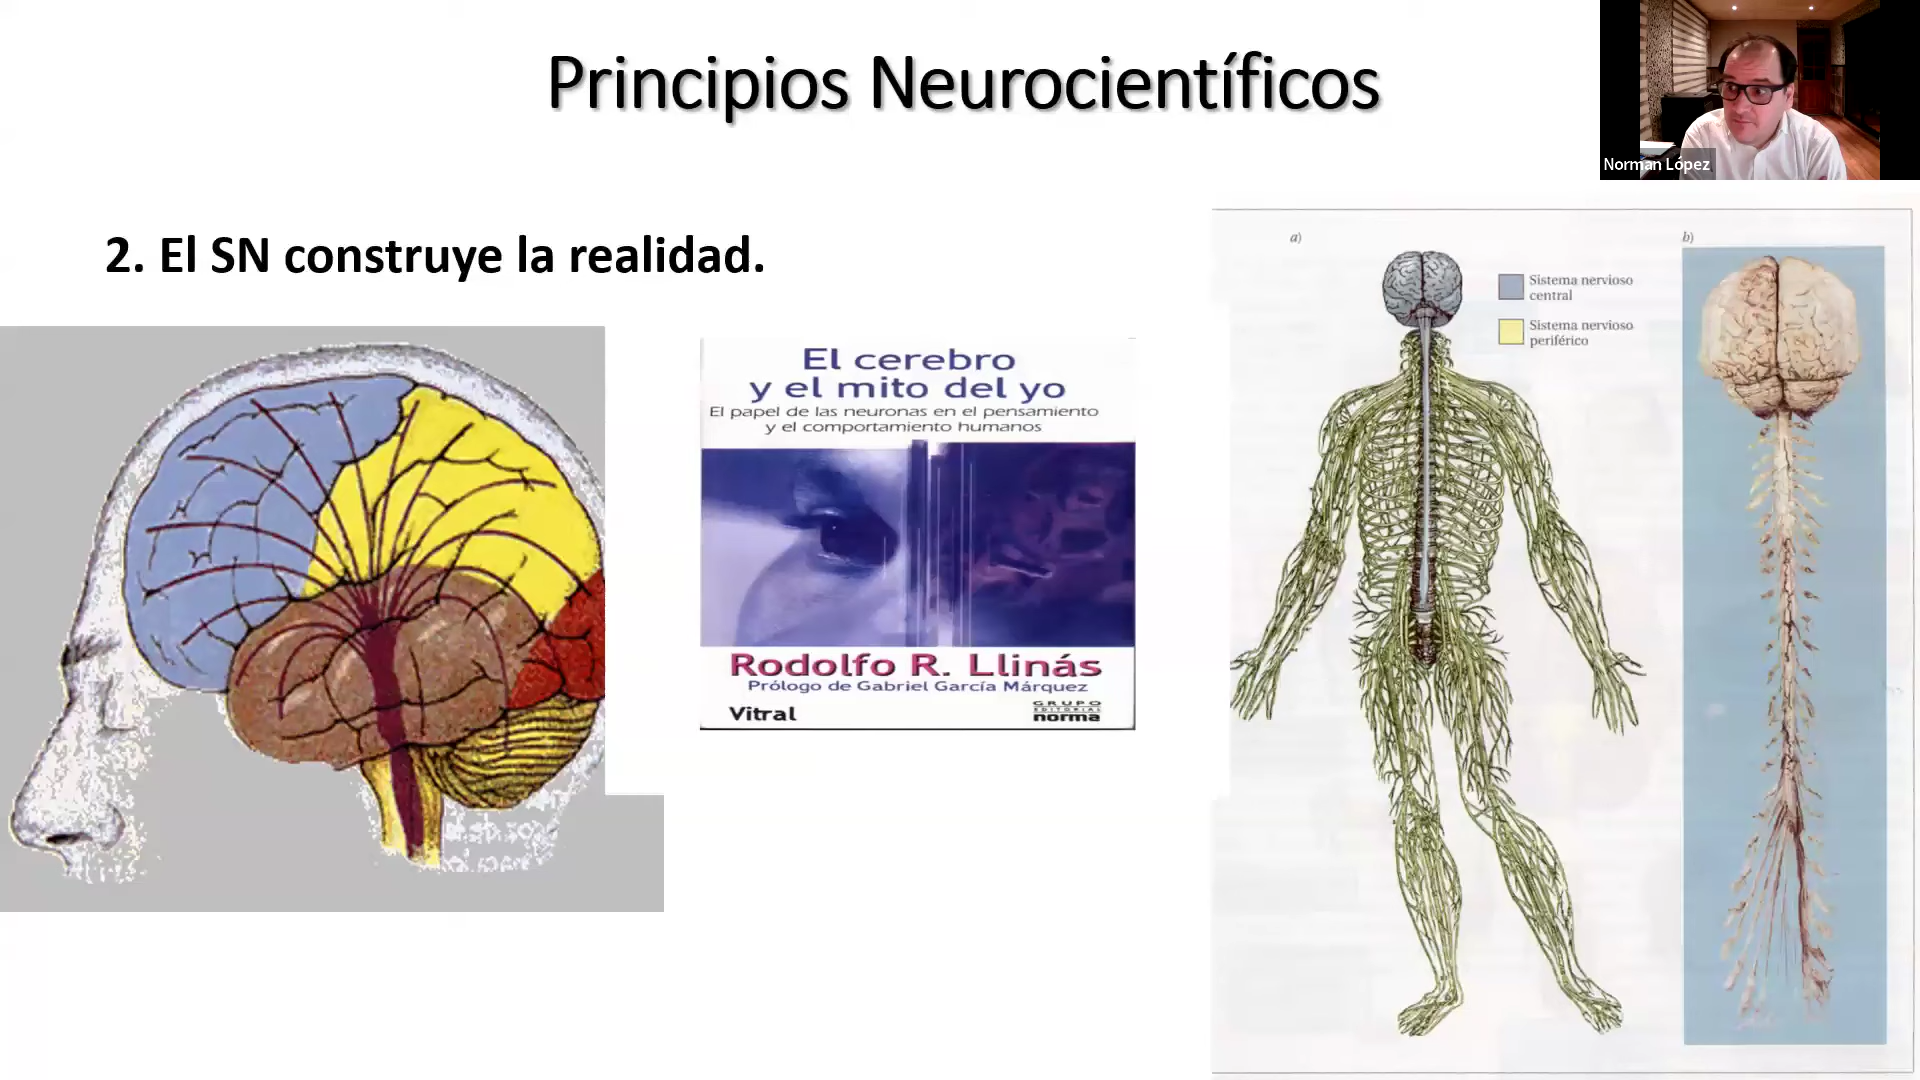 Principios Neurocientíficos
Norman López
2. El SN construye la realidad.
El cerebro
y el mito del yo
El papel de las neuronas en el pensamiento
y el comportamiento humanos
Rodolfo R. Llinás
Prólogo de Gabriel García Márquez
Vitral
GRUPO
EDITORIAL
norma
a)
Sistema nervioso
central
Sistema nervioso
periférico
b)